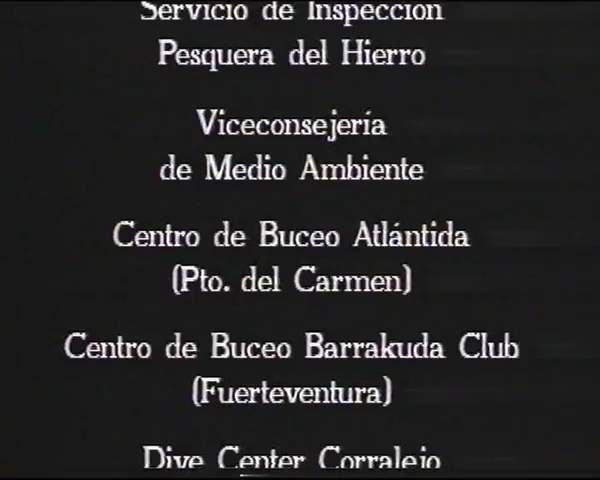 Servicio de Inspección
Pesquera del Hierro
Viceconsejería
de Medio Ambiente
Centro de Buceo Atlántida
(Pto. del Carmen)
Centro de Buceo Barrakuda Club
(Fuerteventura)
Dive Center Corralejo